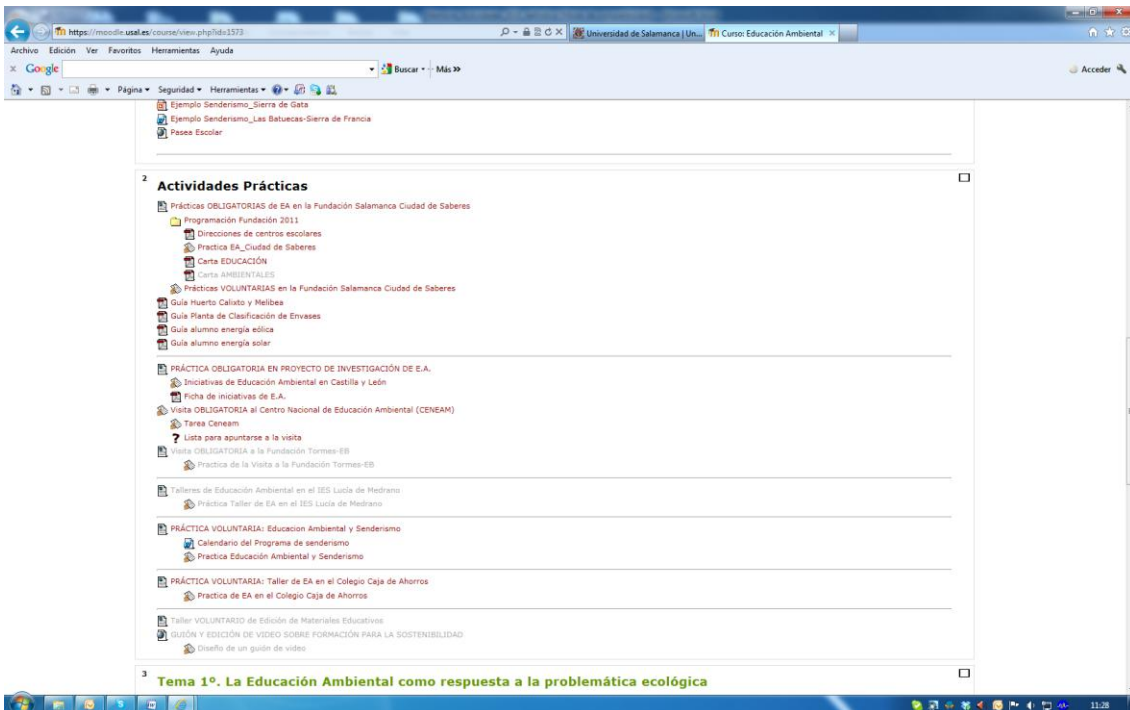 https://moodle.usal.es/course/view.php?id=1573
Universidad de Salamanca | Un...
Curso: Educación Ambiental
Archivo Edición Ver Favoritos Herramientas Ayuda
Google
Buscar
Más »
Acceder
Página Seguridad Herramientas
Ejemplo Senderismo_Sierra de Gata
Ejemplo Senderismo_Las Batuecas-Sierra de Francia
Pasea Escolar
2
Actividades Prácticas
Prácticas OBLIGATORIAS de EA en la Fundación Salamanca Ciudad de Saberes
Programación Fundación 2011
Direcciones de centros escolares
Practica EA_Ciudad de Saberes
Carta EDUCACIÓN
Carta AMBIENTALES
Prácticas VOLUNTARIAS en la Fundación Salamanca Ciudad de Saberes
Guía Huerto Calixto y Melibea
Guía Planta de Clasificación de Envases
Guía alumno energía eólica
Guía alumno energía solar
PRÁCTICA OBLIGATORIA EN PROYECTO DE INVESTIGACIÓN DE E.A.
Iniciativas de Educación Ambiental en Castilla y León
Ficha de iniciativas de E.A.
Visita OBLIGATORIA al Centro Nacional de Educación Ambiental (CENEAM)
Tarea Ceneam
Lista para apuntarse a la visita
Visita OBLIGATORIA a la Fundación Tormes-EB
Practica de la Visita a la Fundación Tormes-EB
Talleres de Educación Ambiental en el IES Lucía de Medrano
Práctica Taller de EA en el IES Lucía de Medrano
PRÁCTICA VOLUNTARIA: Educacion Ambiental y Senderismo
Calendario del Programa de senderismo
Practica Educación Ambiental y Senderismo
PRÁCTICA VOLUNTARIA: Taller de EA en el Colegio Caja de Ahorros
Practica de EA en el Colegio Caja de Ahorros
Taller VOLUNTARIO de Edición de Materiales Educativos
GUIÓN Y EDICIÓN DE VIDEO SOBRE FORMACIÓN PARA LA SOSTENIBILIDAD
Diseño de un guión de video
3
Tema 1º. La Educación Ambiental como respuesta a la problemática ecológica
11:28